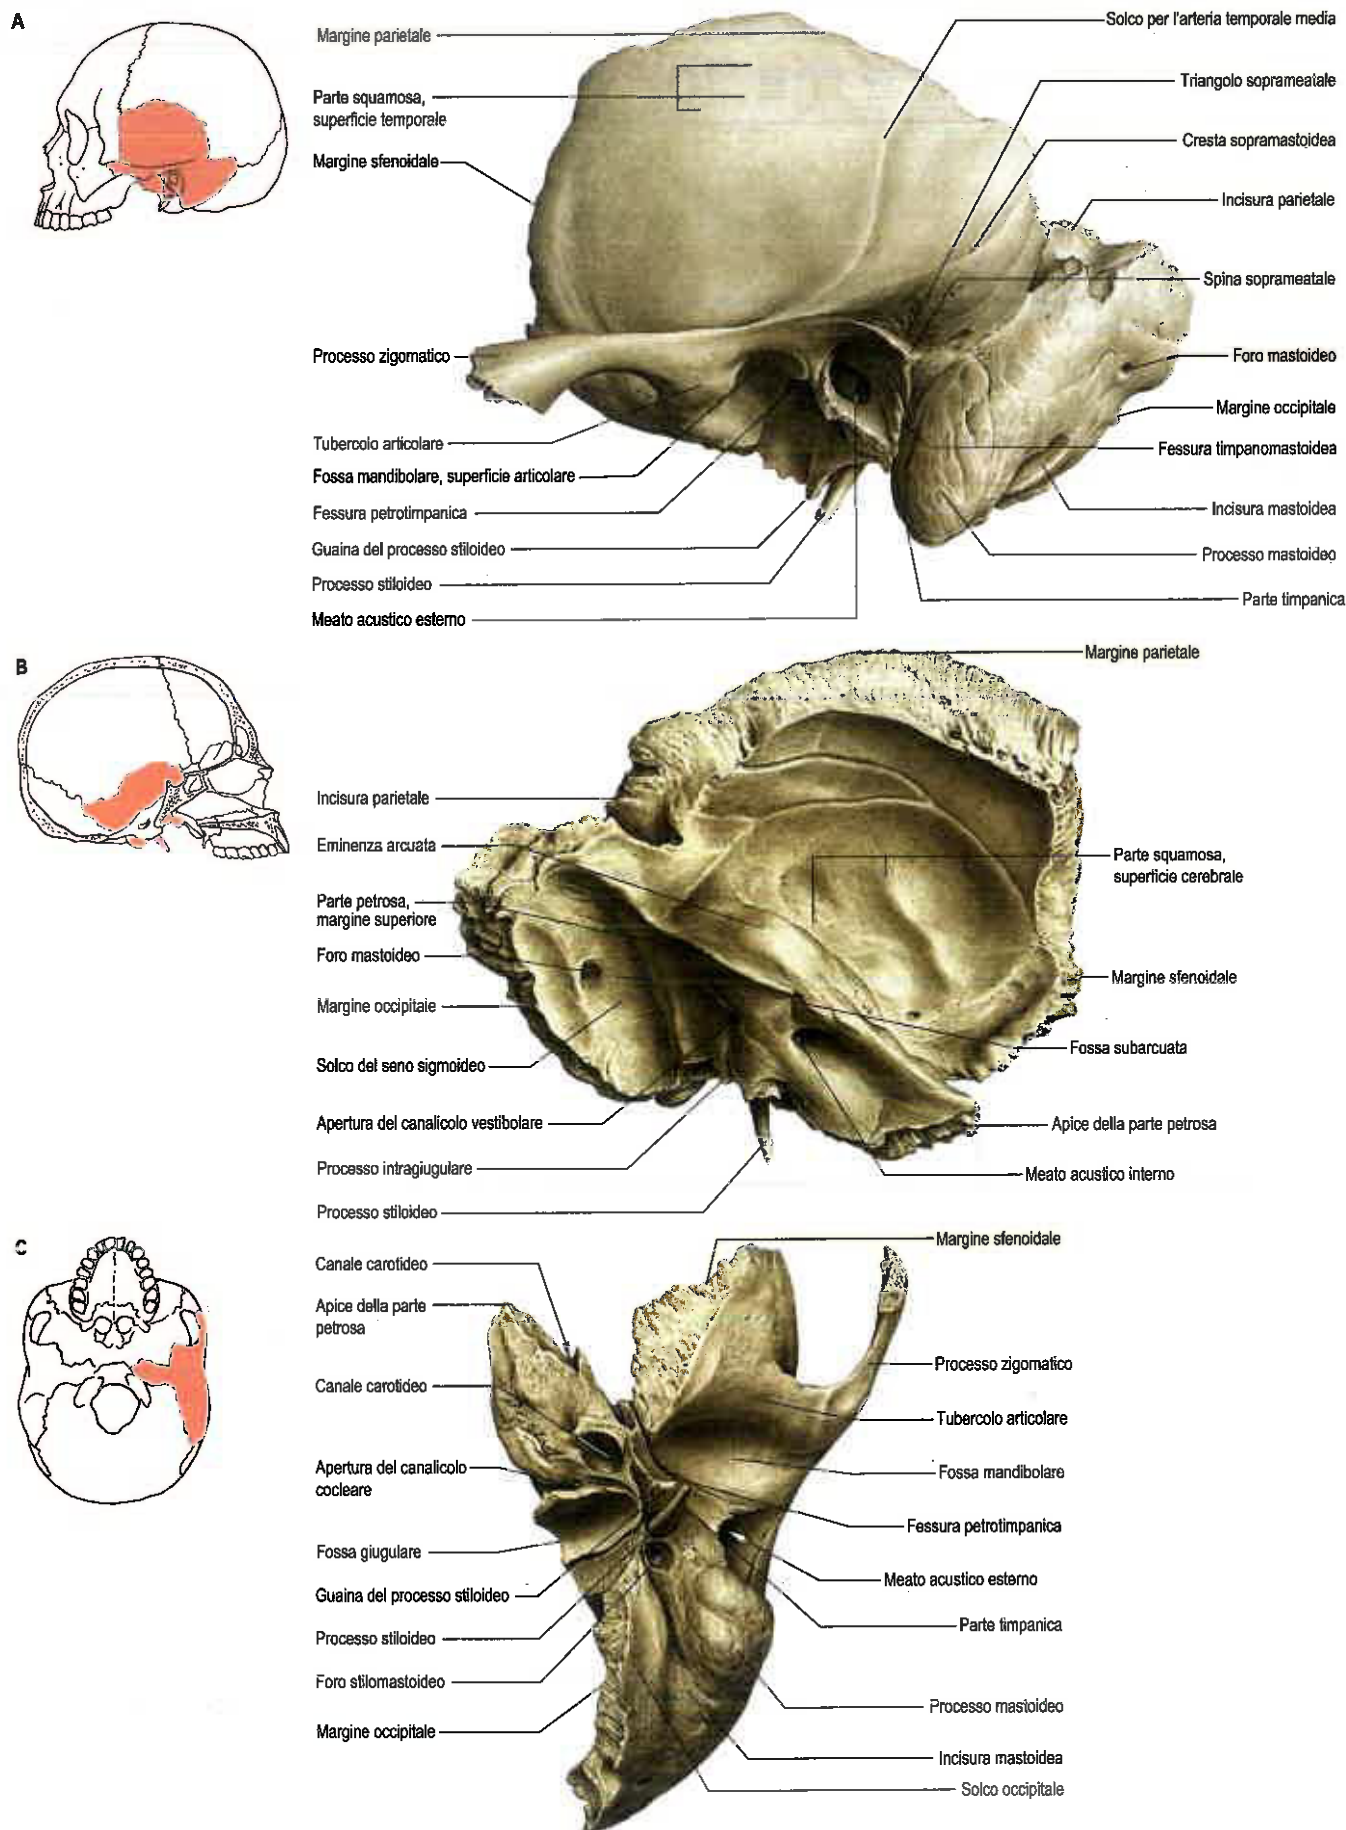 A
Margine parietale
Parte squamosa,
superficie temporale
Margine sfenoidale
Processo zigomatico
Tubercolo articolare
Fossa mandibolare, superficie articolare
Fessura petrotimpanica
Guaina del processo stiloideo
Processo stiloideo
Meato acustico esterno
Solco per l'arteria temporale media
Triangolo soprameatale
Cresta sopramastoidea
Incisura parietale
Spina soprameatale
Foro mastoideo
Margine occipitale
Fessura timpanomastoidea
Incisura mastoidea
Processo mastoideo
Parte timpanica
B
Incisura parietale
Eminenza arcuata
Parte petrosa,
margine superiore
Foro mastoideo
Margine occipitale
Solco del seno sigmoideo
Apertura del canalicolo vestibolare
Processo intragiugulare
Processo stiloideo
Margine parietale
Parte squamosa,
superficie cerebrale
Margine sfenoidale
Fossa subarcuata
Apice della parte petrosa
Meato acustico interno
C
Canale carotideo
Apice della parte
petrosa
Canale carotideo
Apertura del canalicolo
cocleare
Fossa giugulare
Guaina del processo stiloideo
Processo stiloideo
Foro stilomastoideo
Margine occipitale
Margine sfenoidale
Processo zigomatico
Tubercolo articolare
Fossa mandibolare
Fessura petrotimpanica
Meato acustico esterno
Parte timpanica
Processo mastoideo
Incisura mastoidea
Solco occipitale